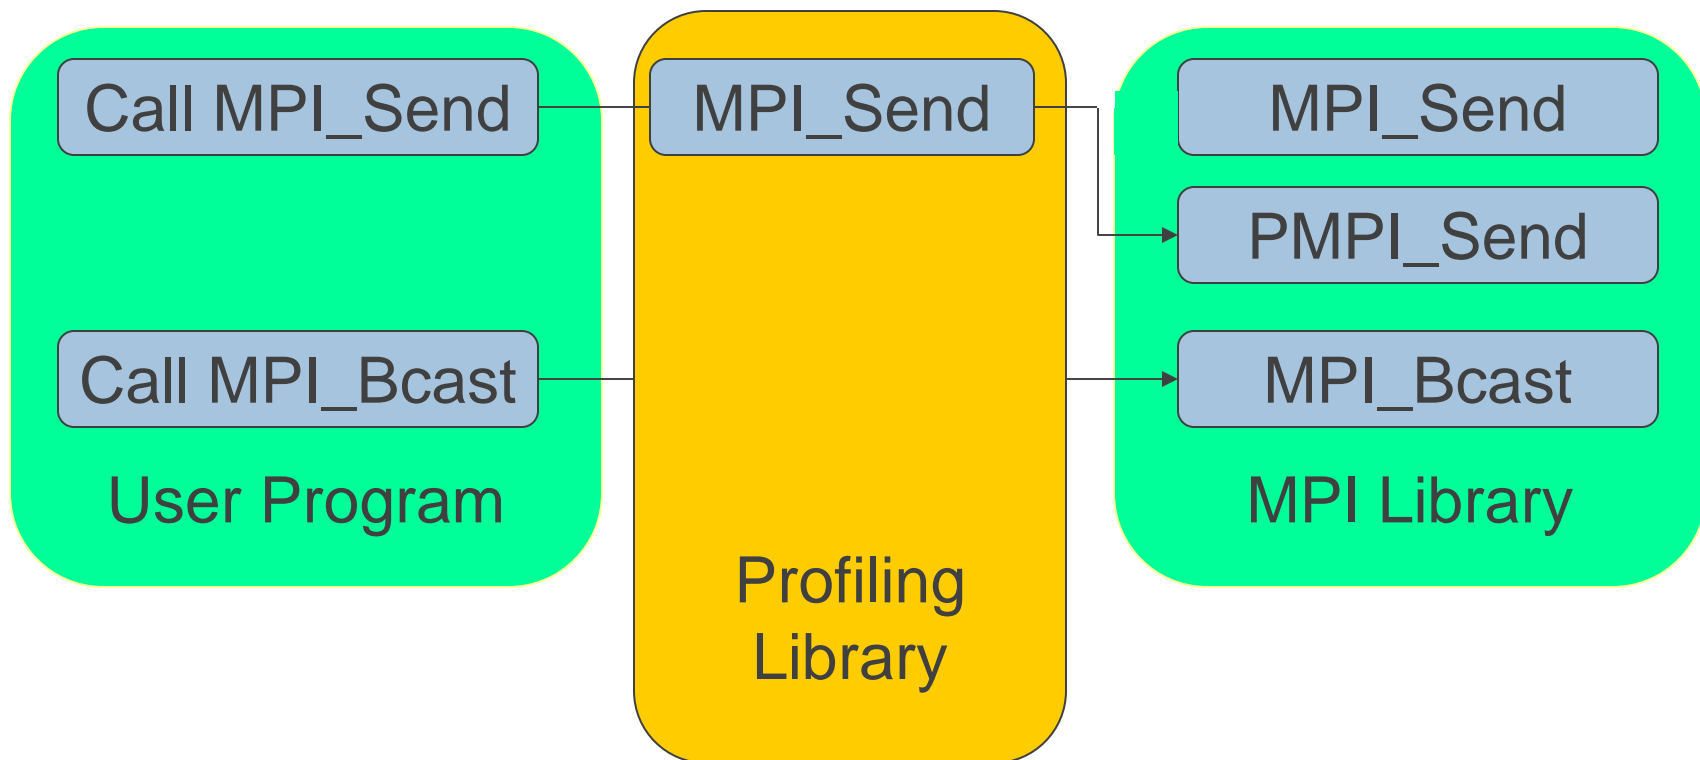 Call MPI_Send
MPI_Send
MPI_Send
PMPI_Send
Call MPI_Bcast
MPI_Bcast
User Program
MPI Library
Profiling
Library